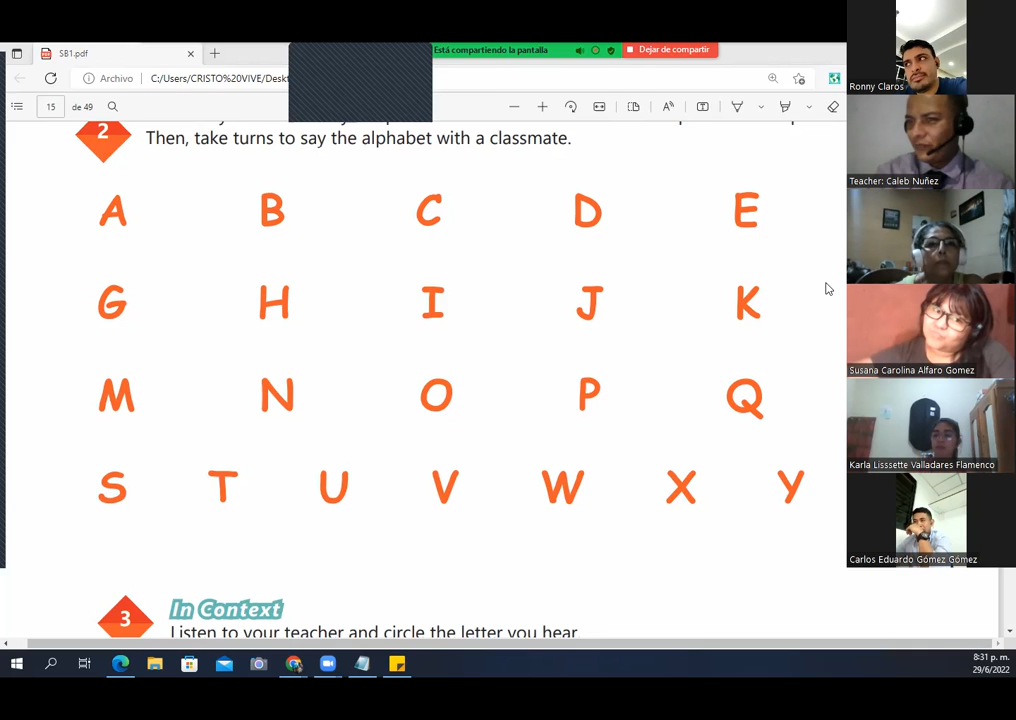 SB1.pdf
Está compartiendo la pantalla
Dejar de compartir
Archivo
C:/Users/CRISTO%20VIVE/Deskt
15
de 49
2
Then, take turns to say the alphabet with a classmate.
A B C D E
G H I J K
M N O P Q
S T U V W X Y
3
In Context
Listen to your teacher and circle the letter you hear.
Ronny Claros
Teacher: Caleb Nuñez
Susana Carolina Alfaro Gomez
Karla Lisssette Valladares Flamenco
Carlos Eduardo Gómez Gómez
8:31 p. m.
29/6/2022